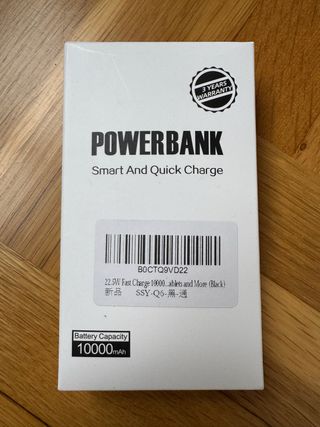 3 YEARS
WARRANTY
POWERBANK
Smart And Quick Charge
B0CTQ9VD22
22.5W Fast Charge 10000...ablets and More (Black)
新品 SSY-Q6-黑-通
Battery Capacity
10000mAh